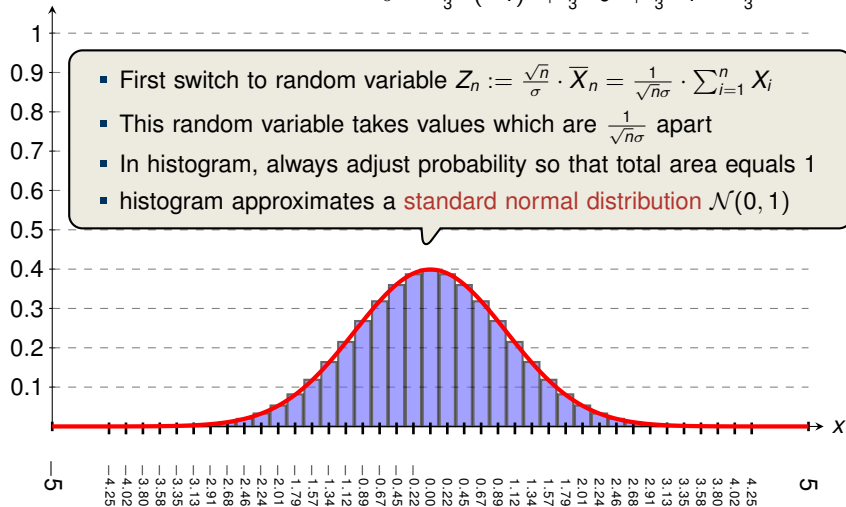 1
0.9
0.8
0.7
0.6
0.5
0.4
0.3
0.2
0.1
▪ First switch to random variable Z_n := √n/σ · X̅_n = 1/(√nσ) · ∑_{i=1}^{n} X_i
▪ This random variable takes values which are 1/(√nσ) apart
▪ In histogram, always adjust probability so that total area equals 1
▪ histogram approximates a standard normal distribution 𝒩(0, 1)
x
−5 −4.25 −4.02 −3.80 −3.58 −3.35 −3.13 −2.91 −2.68 −2.46 −2.24 −2.01 −1.79 −1.57 −1.34 −1.12 −0.89 −0.67 −0.45 −0.22 0.00 0.22 0.45 0.67 0.89 1.12 1.34 1.57 1.79 2.01 2.24 2.46 2.68 2.91 3.13 3.35 3.58 3.80 4.02 4.25 5